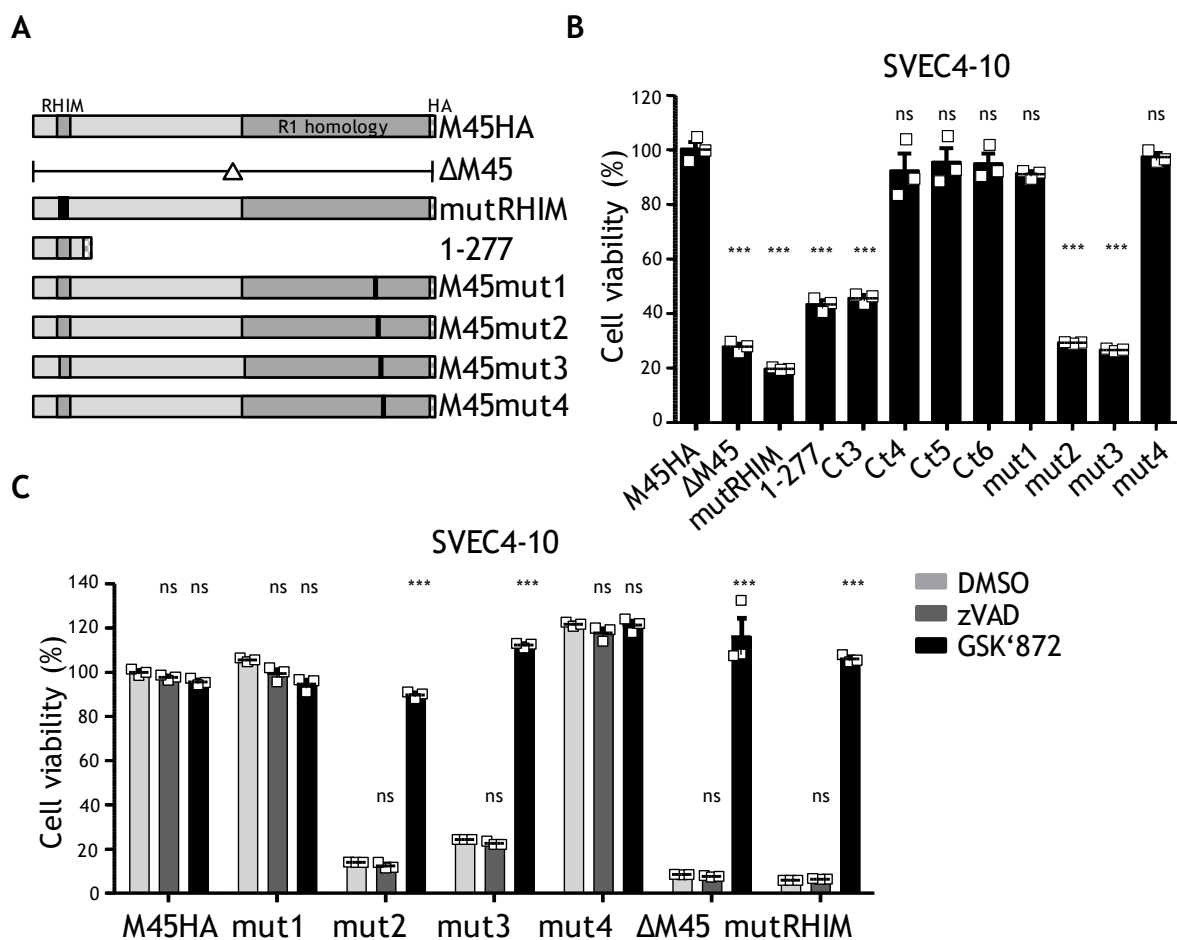 A
RHIM HA
R1 homology M45HA
ΔM45
mutRHIM
1-277
M45mut1
M45mut2
M45mut3
M45mut4
B
SVEC4-10
Cell viability (%)
120
100
80
60
40
20
0
ns ns ns ns ns
*** *** *** *** *** ***
M45HA ΔM45 mutRHIM 1-277 Ct3 Ct4 Ct5 Ct6 mut1 mut2 mut3 mut4
C
SVEC4-10
Cell viability (%)
140
120
100
80
60
40
20
0
ns ns ns ns *** *** ns ns *** ***
ns ns ns ns
M45HA mut1 mut2 mut3 mut4 ΔM45 mutRHIM
DMSO
zVAD
GSK‘872